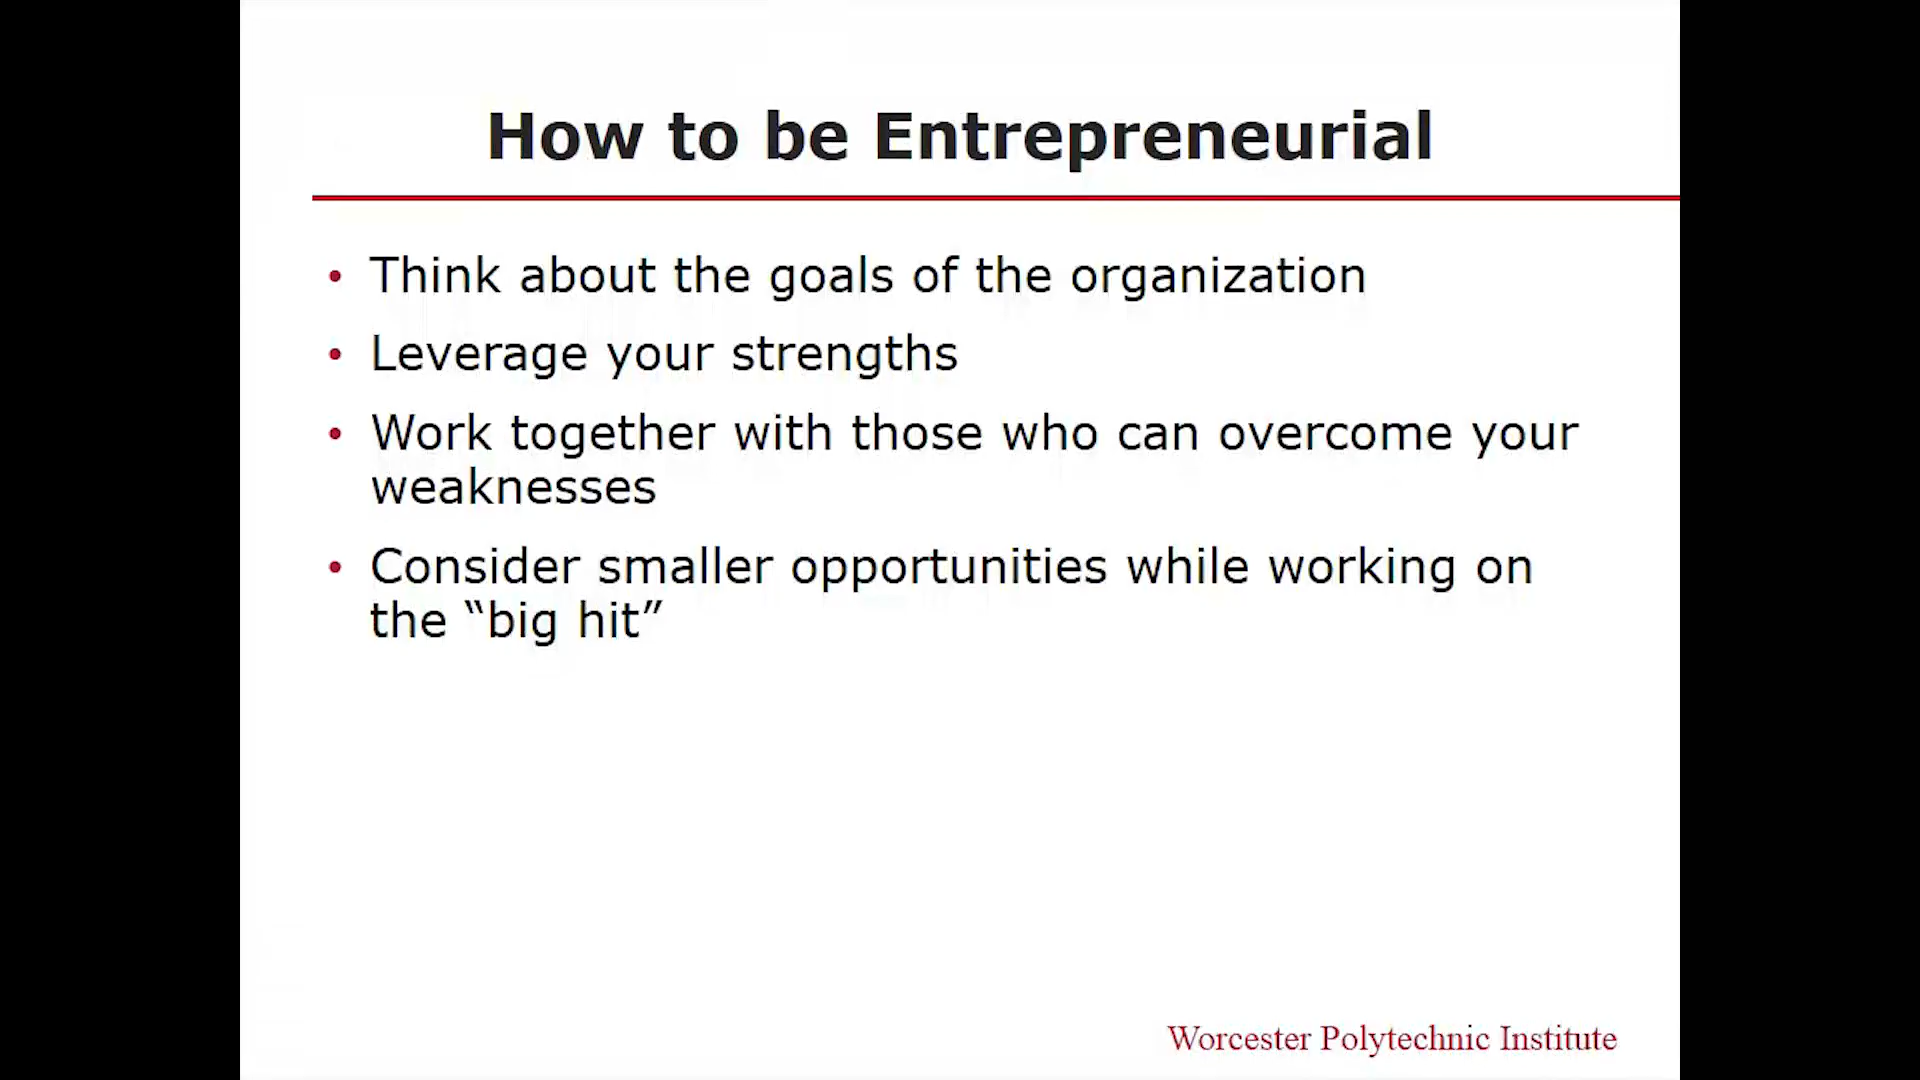 How to be Entrepreneurial
• Think about the goals of the organization
• Leverage your strengths
• Work together with those who can overcome your
weaknesses
• Consider smaller opportunities while working on
the “big hit”
Worcester Polytechnic Institute